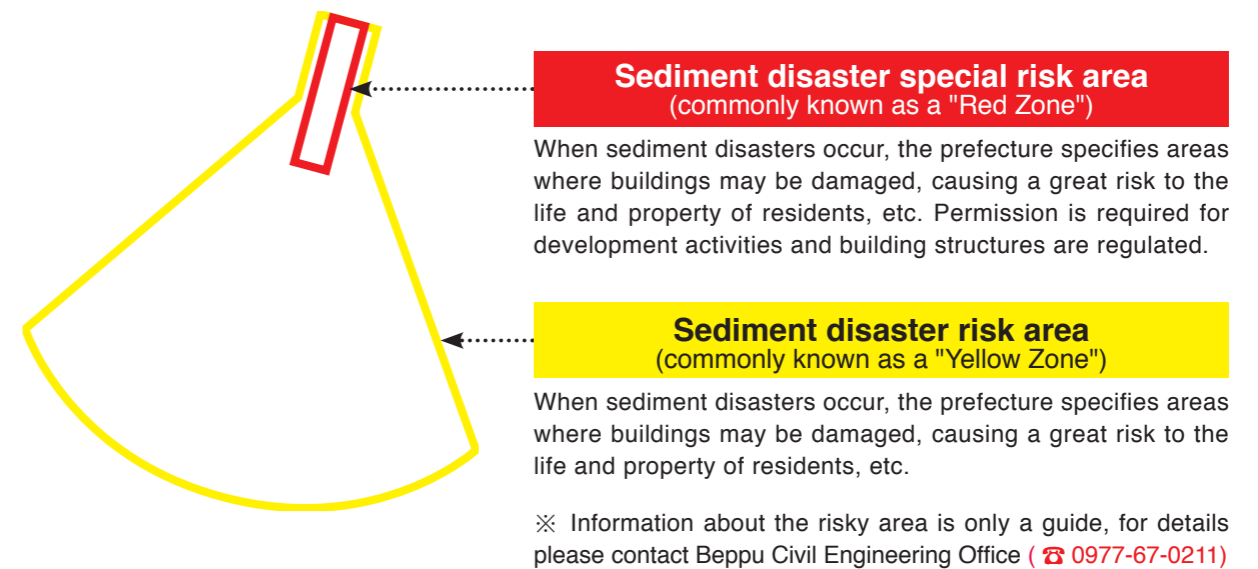 Sediment disaster special risk area
(commonly known as a "Red Zone")
When sediment disasters occur, the prefecture specifies areas
where buildings may be damaged, causing a great risk to the
life and property of residents, etc. Permission is required for
development activities and building structures are regulated.
Sediment disaster risk area
(commonly known as a "Yellow Zone")
When sediment disasters occur, the prefecture specifies areas
where buildings may be damaged, causing a great risk to the
life and property of residents, etc.
※ Information about the risky area is only a guide, for details
please contact Beppu Civil Engineering Office ( ☎ 0977-67-0211)